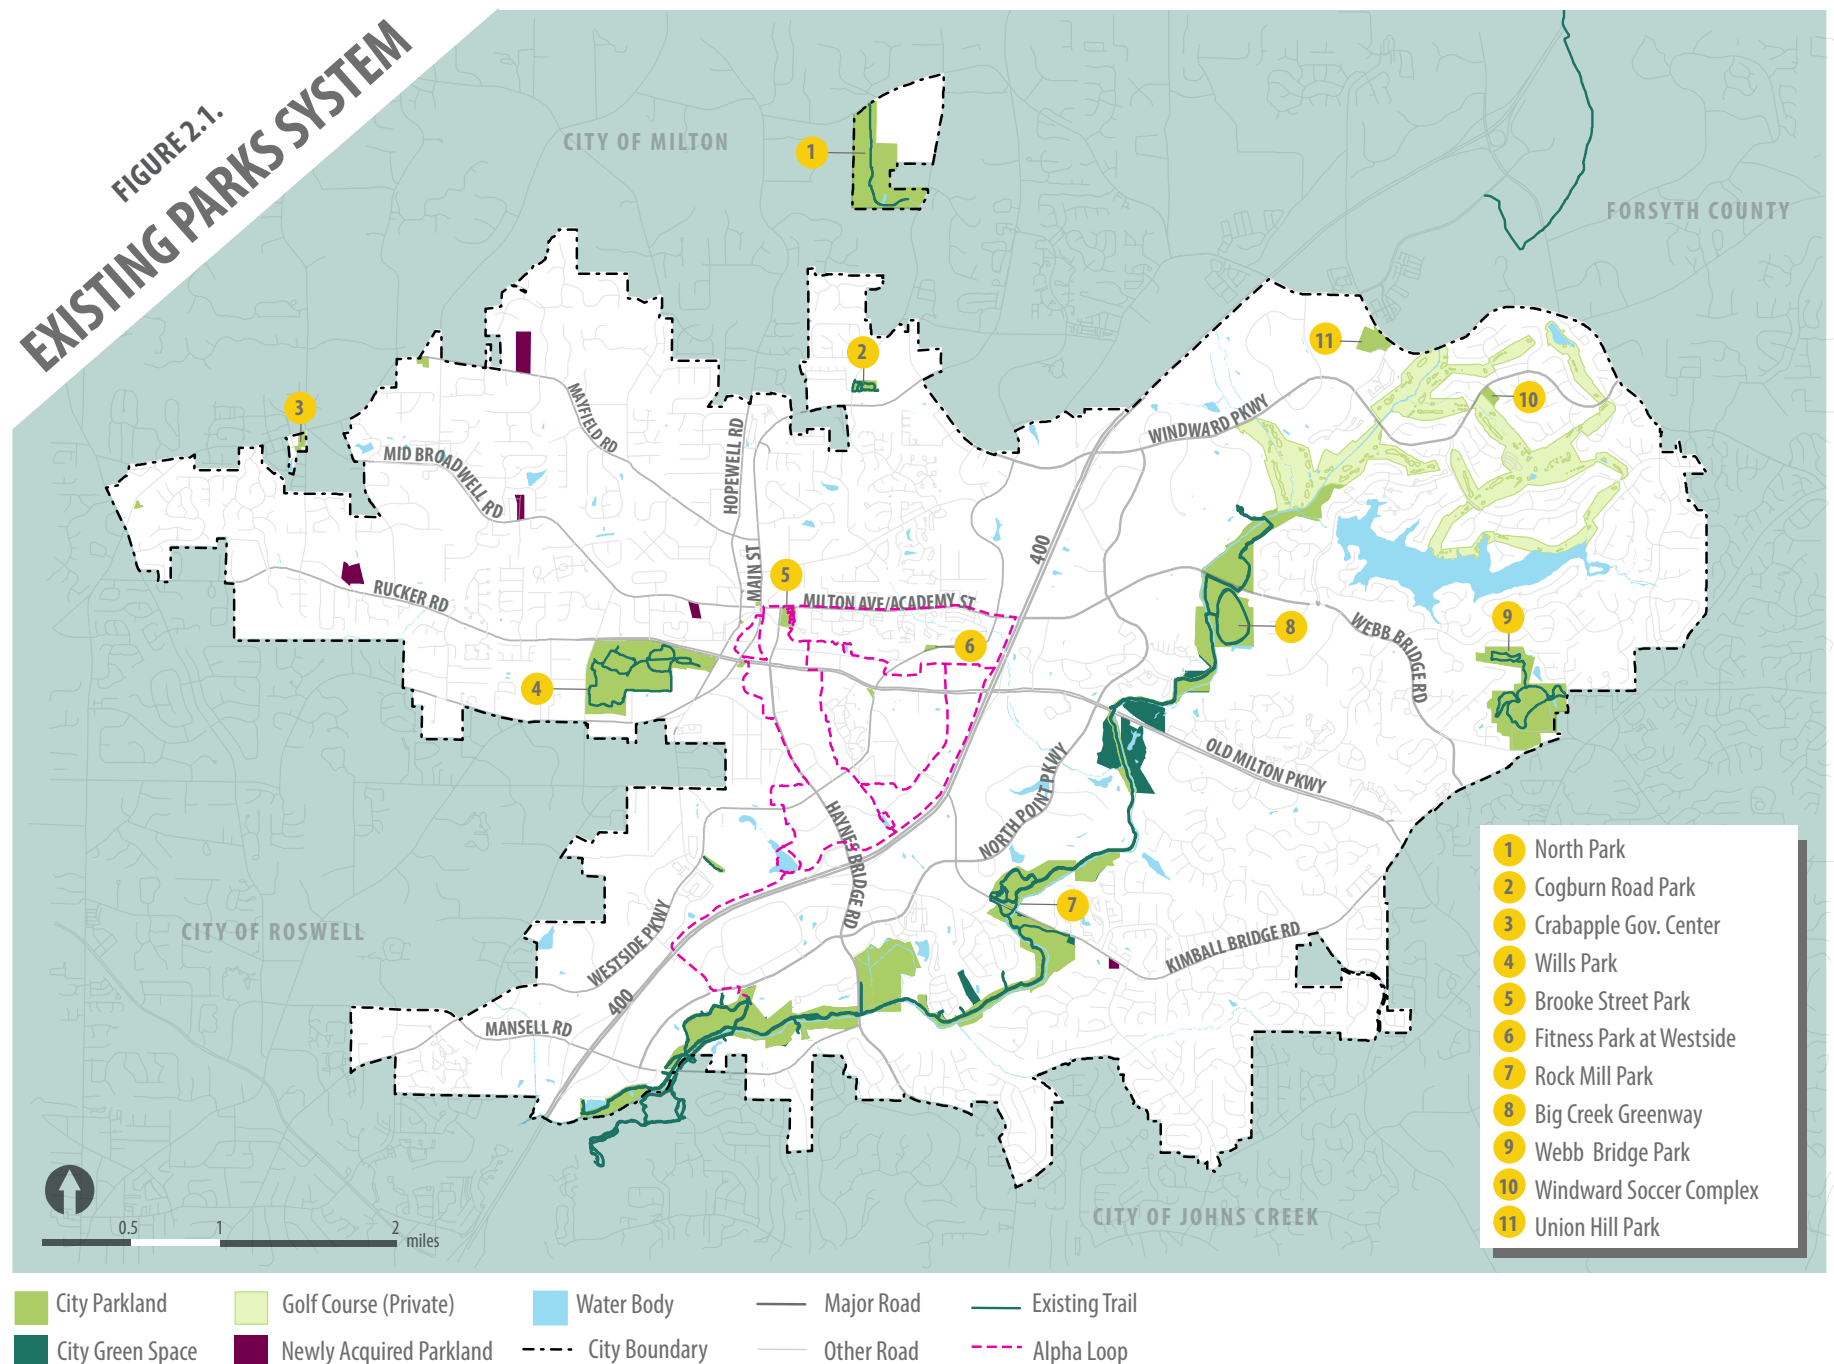 FIGURE 2.1.
EXISTING PARKS SYSTEM
CITY OF MILTON
FORSYTH COUNTY
CITY OF ROSWELL
CITY OF JOHNS CREEK
1
2
3
4
5
6
7
8
9
10
11
MAYFIELD RD
MID BROADWELL RD
HOPEWELL RD
MAIN ST
RUCKER RD
MILTON AVE/ACADEMY ST
400
WINDWARD PKWY
WEBB BRIDGE RD
OLD MILTON PKWY
NORTH POINT PKWY
HAYNES BRIDGE RD
WESTSIDE PKWY
400
MANSELL RD
KIMBALL BRIDGE RD
1 North Park
2 Cogburn Road Park
3 Crabapple Gov. Center
4 Wills Park
5 Brooke Street Park
6 Fitness Park at Westside
7 Rock Mill Park
8 Big Creek Greenway
9 Webb Bridge Park
10 Windward Soccer Complex
11 Union Hill Park
0.5 1 2
miles
City Parkland
Golf Course (Private)
Water Body
Major Road
Existing Trail
City Green Space
Newly Acquired Parkland
City Boundary
Other Road
Alpha Loop